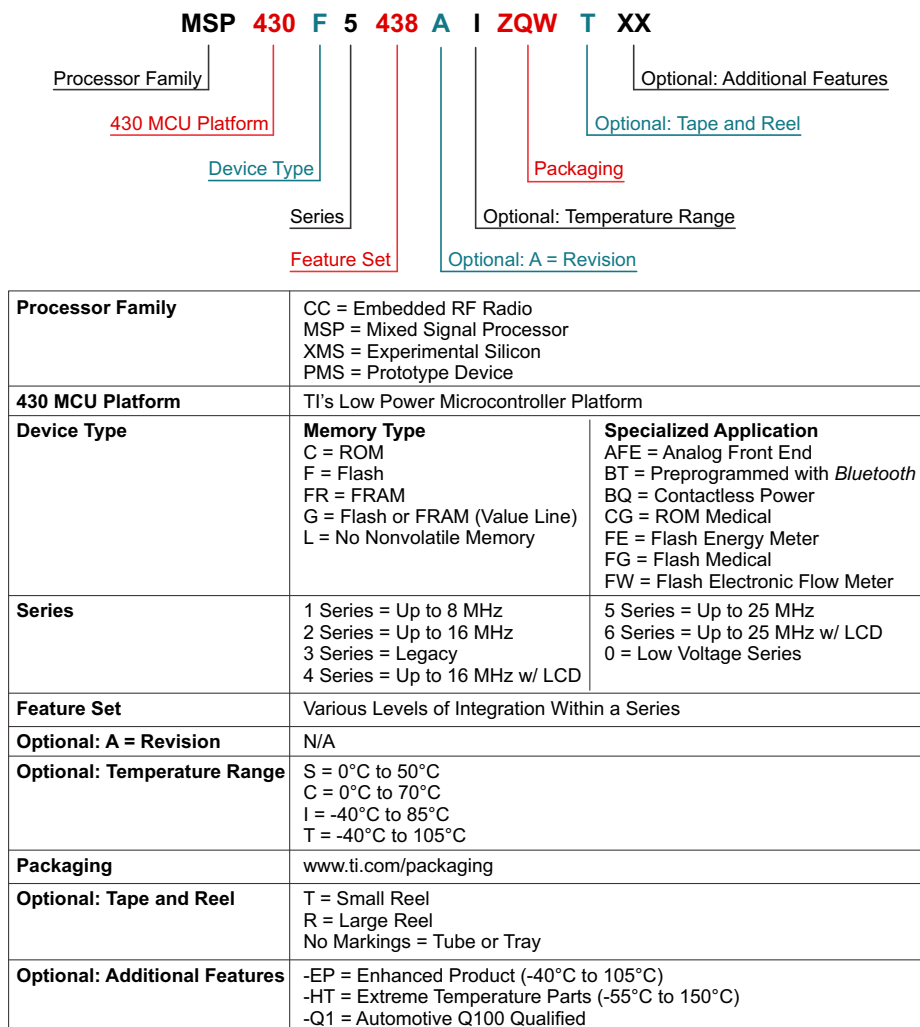 MSP 430 F 5 438 A I ZQW T XX
Processor Family
Optional: Additional Features
430 MCU Platform
Optional: Tape and Reel
Device Type
Packaging
Series
Optional: Temperature Range
Feature Set
Optional: A = Revision
Processor Family
CC = Embedded RF Radio
MSP = Mixed Signal Processor
XMS = Experimental Silicon
PMS = Prototype Device
430 MCU Platform
TI's Low Power Microcontroller Platform
Device Type
Memory Type
C = ROM
F = Flash
FR = FRAM
G = Flash or FRAM (Value Line)
L = No Nonvolatile Memory
Specialized Application
AFE = Analog Front End
BT = Preprogrammed with Bluetooth
BQ = Contactless Power
CG = ROM Medical
FE = Flash Energy Meter
FG = Flash Medical
FW = Flash Electronic Flow Meter
Series
1 Series = Up to 8 MHz
2 Series = Up to 16 MHz
3 Series = Legacy
4 Series = Up to 16 MHz w/ LCD
5 Series = Up to 25 MHz
6 Series = Up to 25 MHz w/ LCD
0 = Low Voltage Series
Feature Set
Various Levels of Integration Within a Series
Optional: A = Revision
N/A
Optional: Temperature Range
S = 0°C to 50°C
C = 0°C to 70°C
I = -40°C to 85°C
T = -40°C to 105°C
Packaging
www.ti.com/packaging
Optional: Tape and Reel
T = Small Reel
R = Large Reel
No Markings = Tube or Tray
Optional: Additional Features
-EP = Enhanced Product (-40°C to 105°C)
-HT = Extreme Temperature Parts (-55°C to 150°C)
-Q1 = Automotive Q100 Qualified